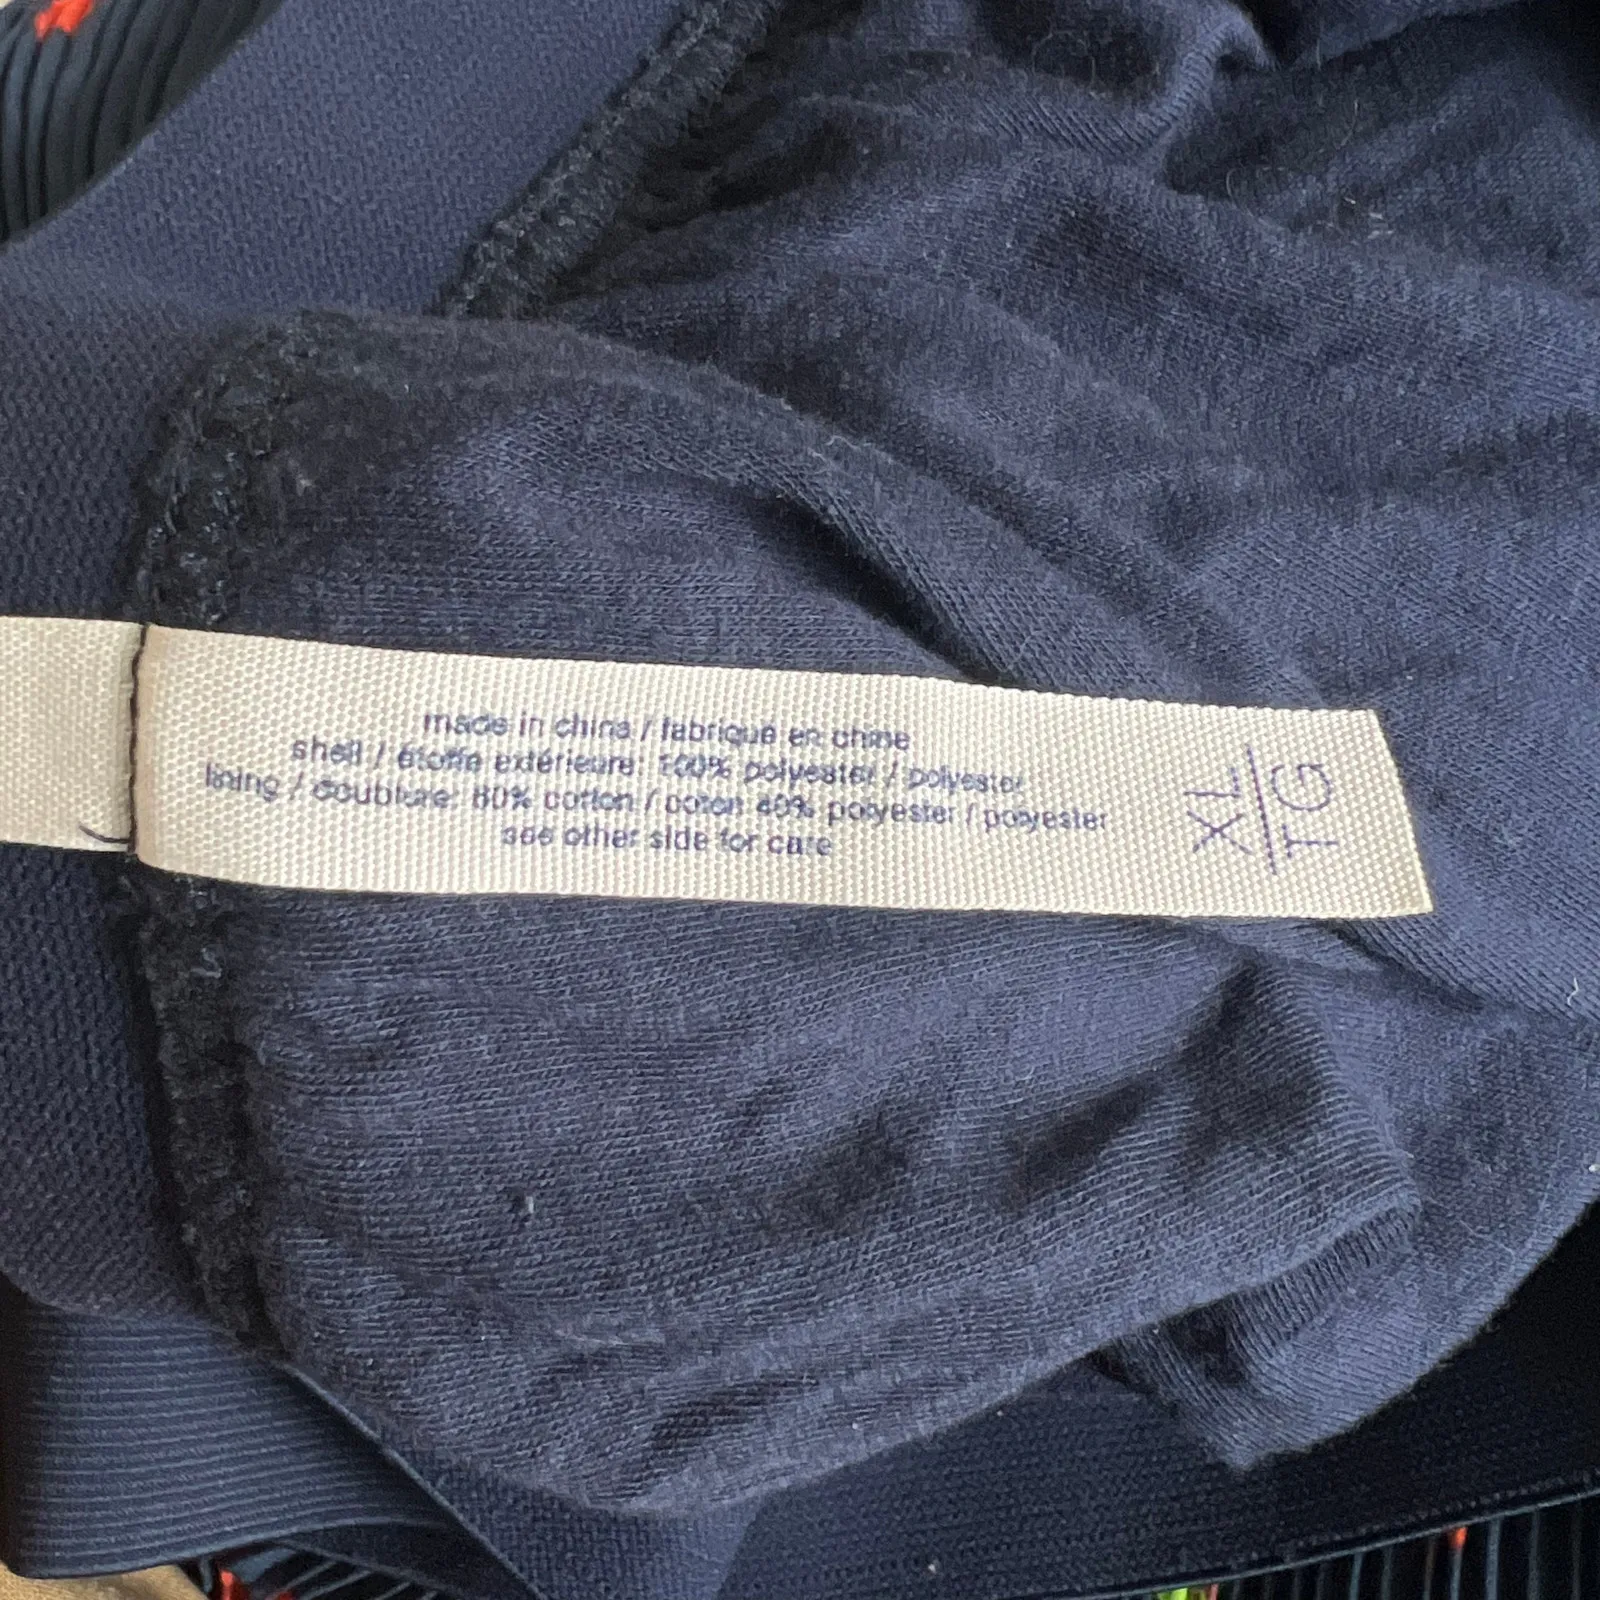 made in china / fabriqué en chine
shell / étoffe extérieure: 100% polyester / polyester
lining / doublure: 60% cotton / coton 40% polyester / polyester
see other side for care
XL
TG